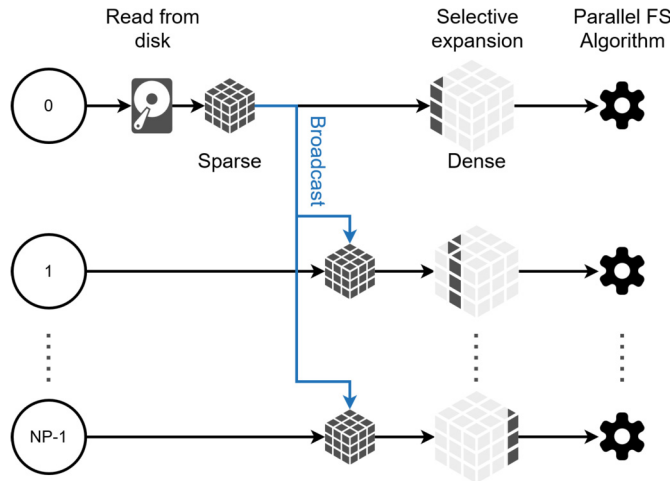 Read from
disk
Selective
expansion
Parallel FS
Algorithm
0
Sparse
Broadcast
Dense
1
NP-1